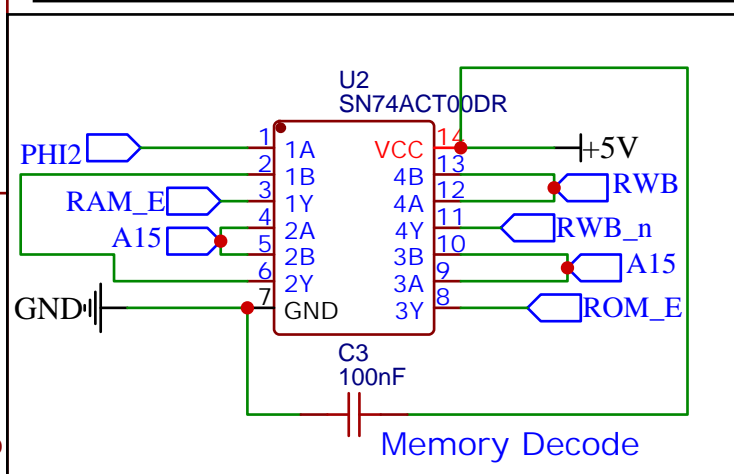 U2
SN74ACT00DR
PHI2
1
1A
VCC
14
+5V
2
1B
4B
13
RWB
RAM_E
3
1Y
4A
12
A15
4
2A
4Y
11
RWB_n
5
2B
3B
10
A15
6
2Y
3A
9
GND
7
GND
3Y
8
ROM_E
C3
100nF
Memory Decode